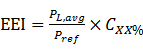 EEI = P_{L,avg} / P_{ref} × C_{XX%}